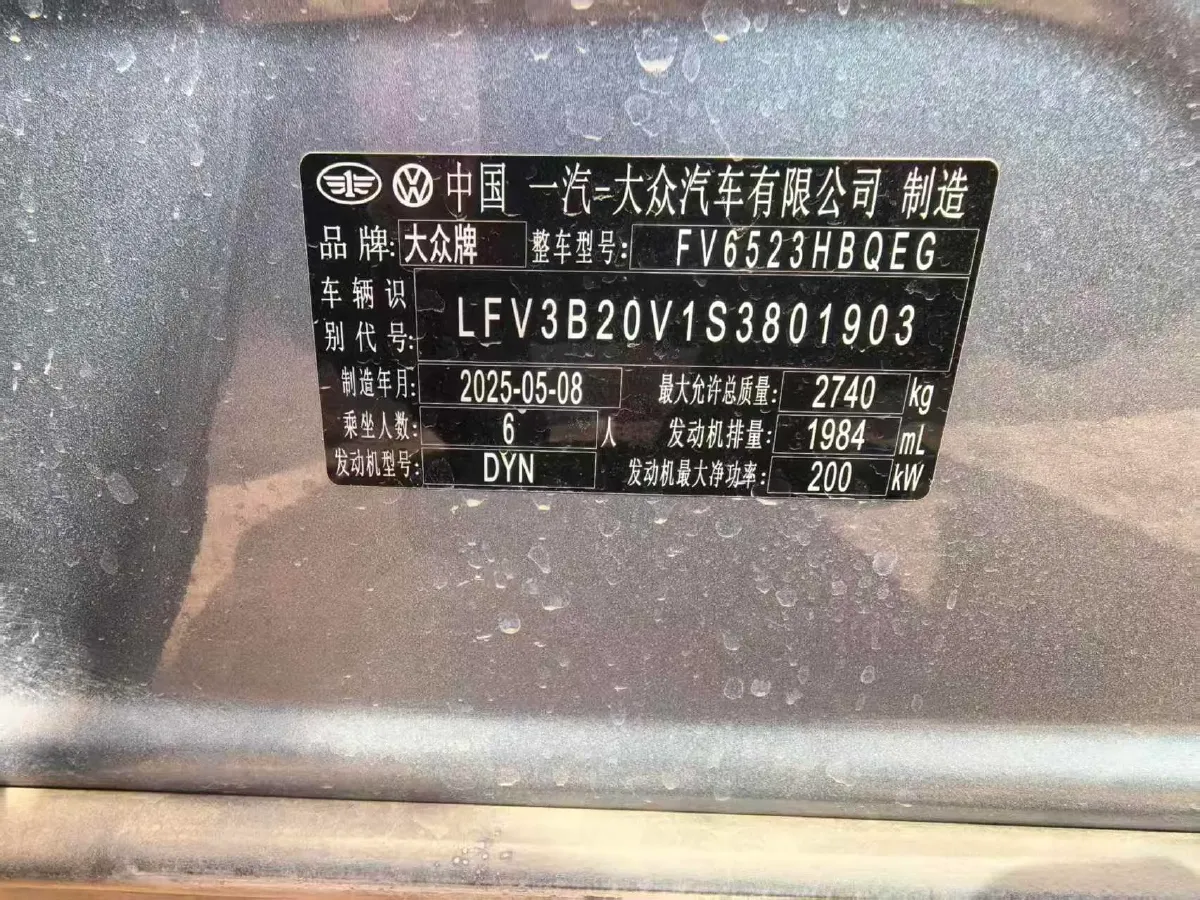 中国 一汽-大众汽车有限公司 制造
品牌: 大众牌 整车型号: FV6523HBQEG
车辆识别代号: LFV3B20V1S3801903
制造年月: 2025-05-08 最大允许总质量: 2740 kg
乘坐人数: 6 人 发动机排量: 1984 mL
发动机型号: DYN 发动机最大净功率: 200 kW